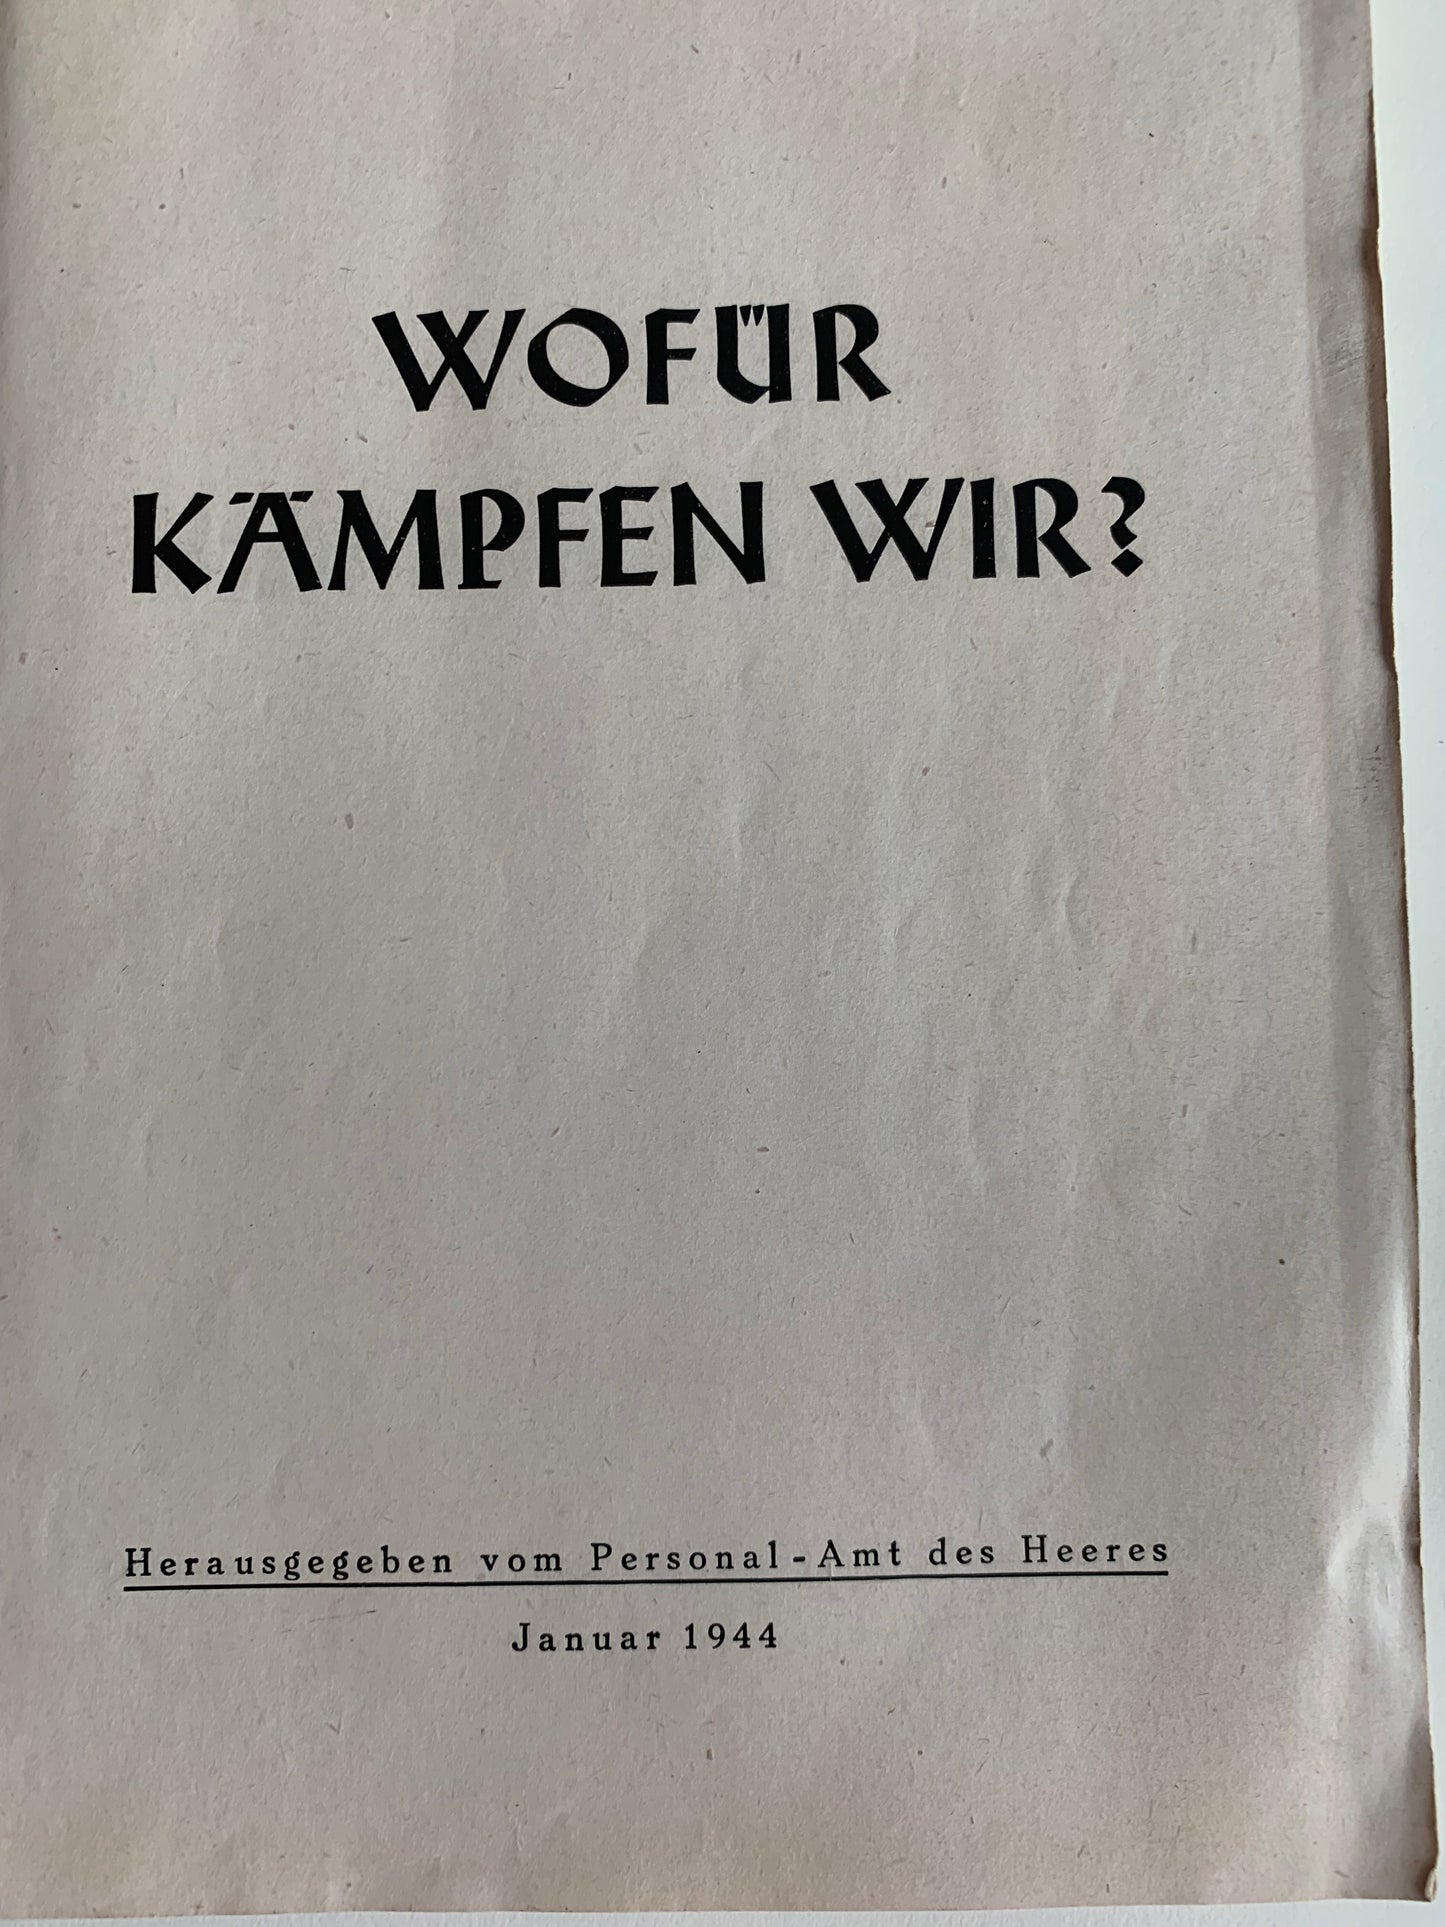 WOFÜR
KÄMPFEN WIR?
Herausgegeben vom Personal-Amt des Heeres
Januar 1944